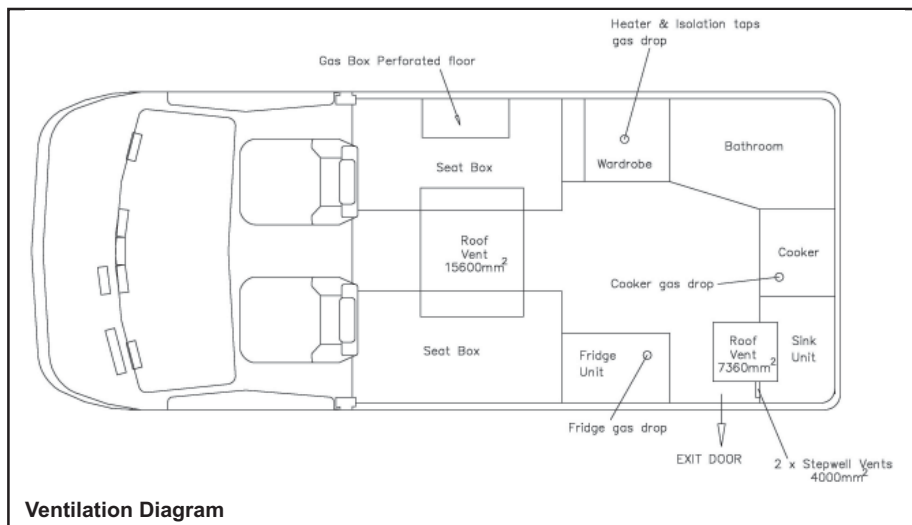 Heater & Isolation taps
gas drop
Gas Box Perforated floor
Wardrobe
Bathroom
Seat Box
Roof
Vent
15600mm²
Cooker
Cooker gas drop
Seat Box
Fridge
Unit
Roof
Vent
7360mm²
Sink
Unit
Fridge gas drop
EXIT DOOR
2 x Stepwell Vents
4000mm²
Ventilation Diagram